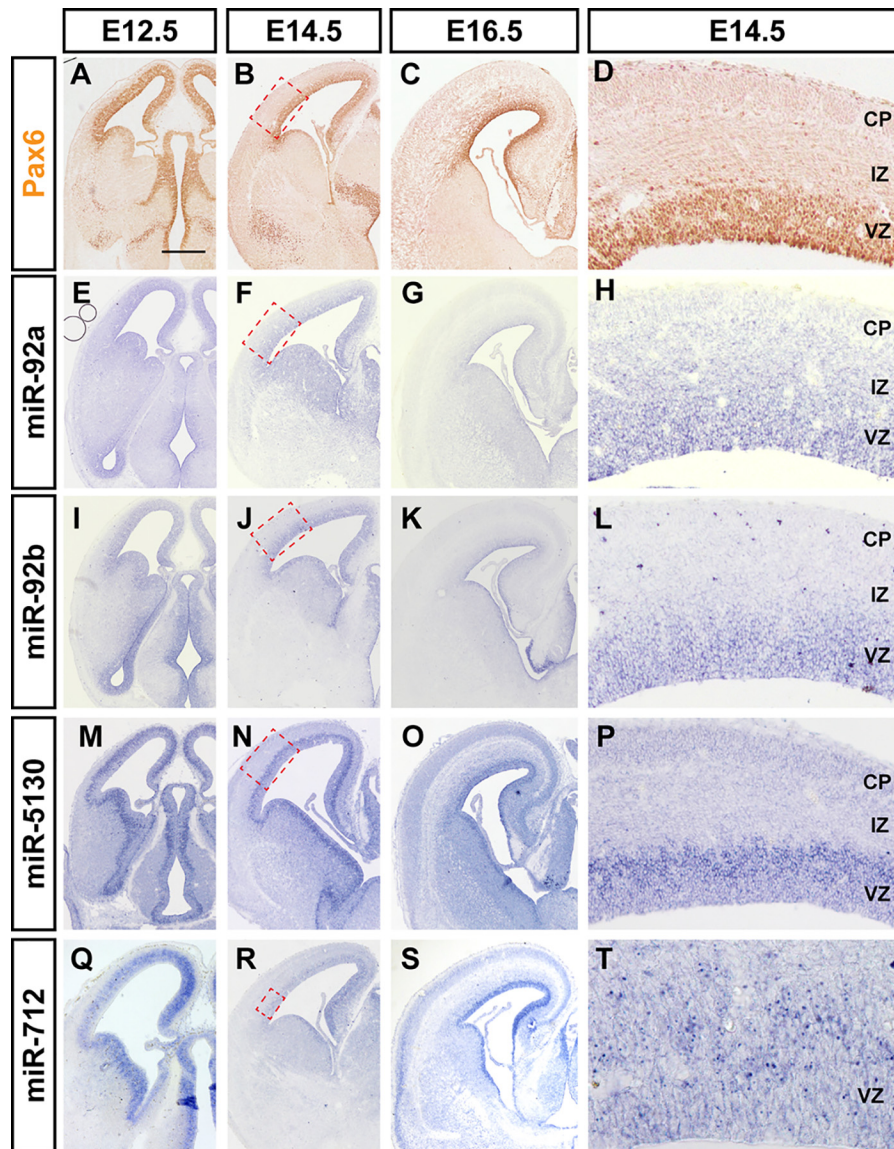 E12.5 E14.5 E16.5 E14.5
Pax6
A B C D
CP
IZ
VZ
miR-92a
E F G H
CP
IZ
VZ
miR-92b
I J K L
CP
IZ
VZ
miR-5130
M N O P
CP
IZ
VZ
miR-712
Q R S T
VZ